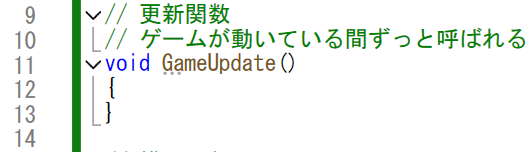 9 // 更新関数
10 // ゲームが動いている間ずっと呼ばれる
11 void GameUpdate()
12 {
13 }
14